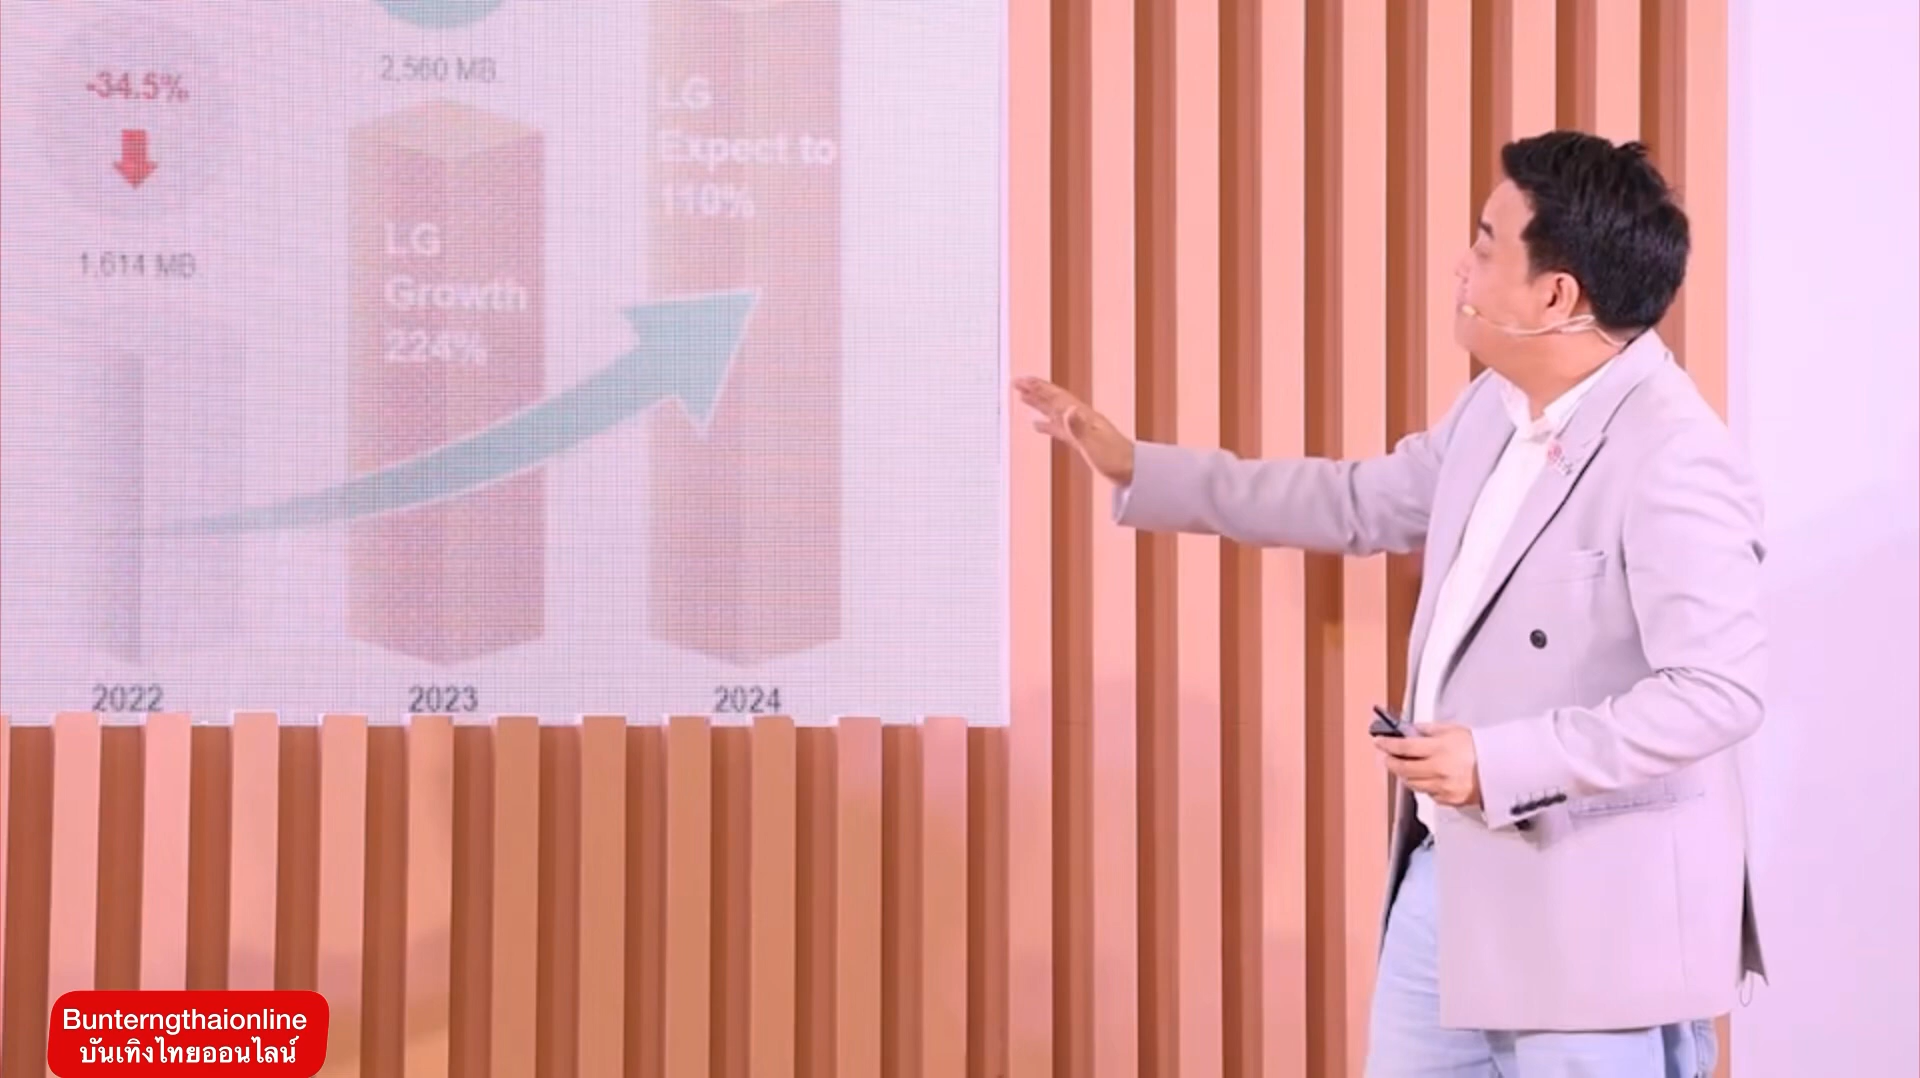 -34.5%
1,614 MB
2022
2,560 MB
LG
Growth
224%
2023
LG
Expect to
110%
2024
Bunterngthaionline
บันเทิงไทยออนไลน์